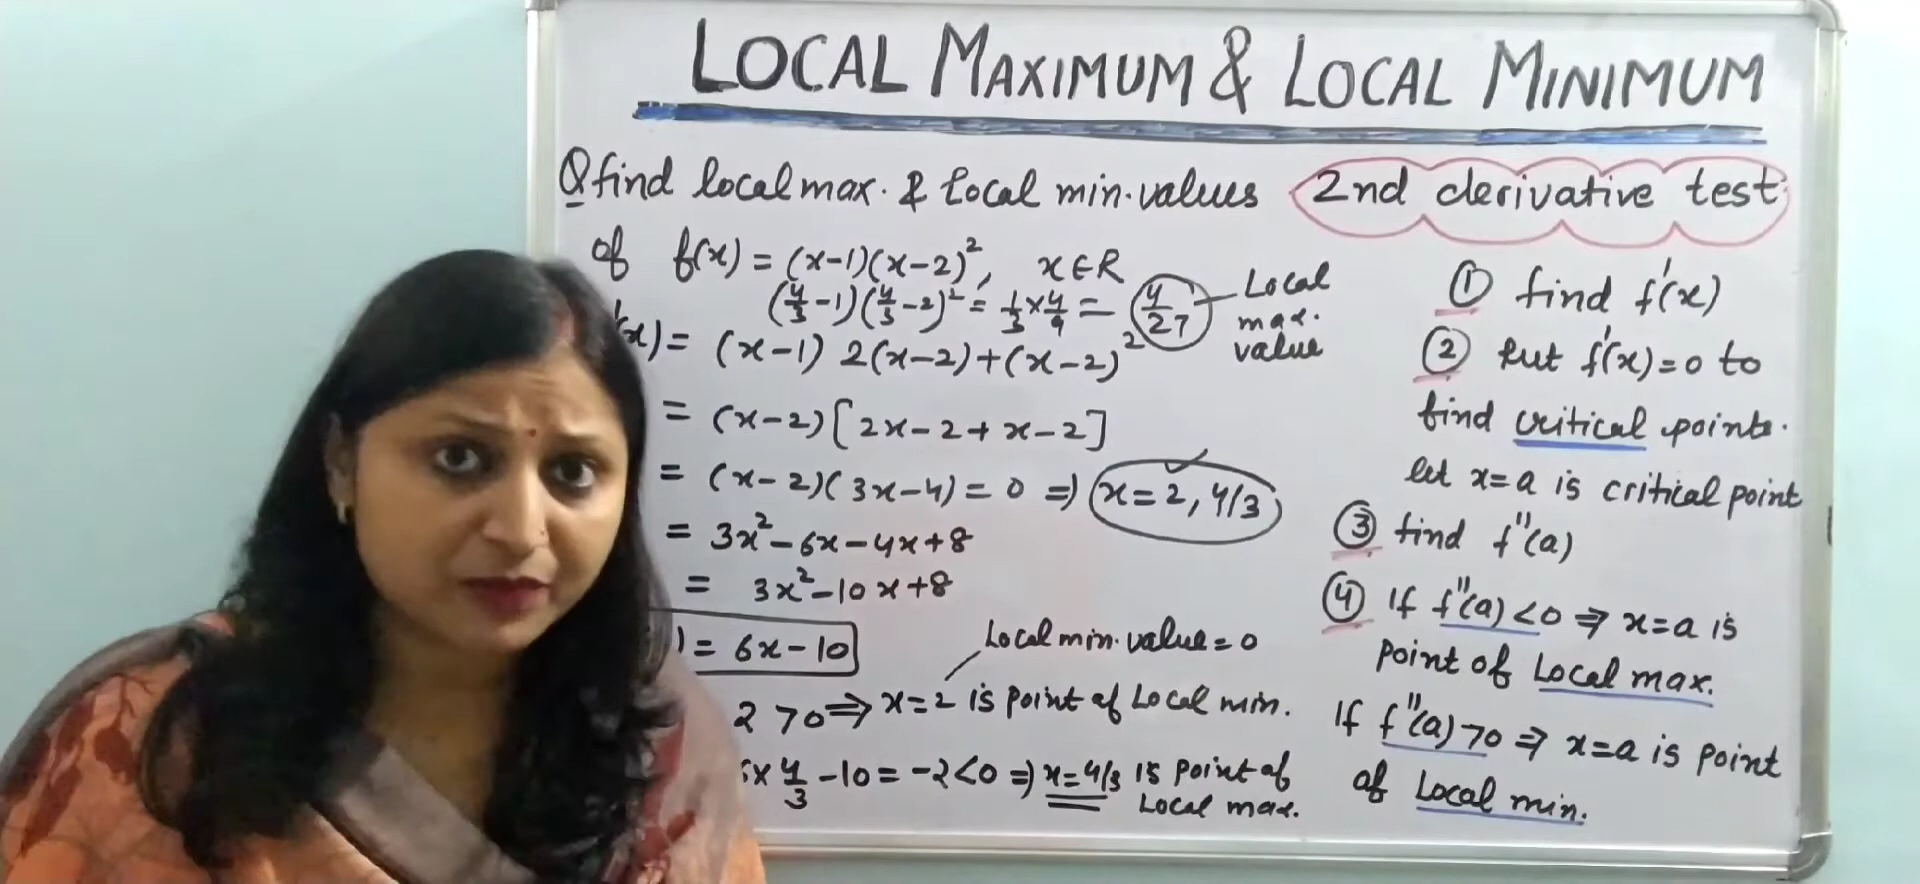 LOCAL MAXIMUM & LOCAL MINIMUM
Q find local max. & local min. values
of f(x) = (x-1)(x-2)², x∈R
(4/3-1)(4/3-2)² = 1/3 × 4/9 = 4/27
Local
max.
value
'(x) = (x-1) 2(x-2)+(x-2)²
= (x-2)[2x-2+x-2]
= (x-2)(3x-4) = 0 ⇒ x=2, 4/3
= 3x²-6x-4x+8
= 3x²-10x+8
) = 6x-10
Local min. value = 0
2 >0 ⇒ x=2 is point of Local min.
6×4/3 -10 = -2<0 ⇒ x=4/3 is point of
Local max.
2nd derivative test
① find f'(x)
② Put f'(x)=0 to
find critical points.
let x=a is critical point
③ find f"(a)
④ If f"(a)<0 ⇒ x=a is
point of Local max.
If f"(a)>0 ⇒ x=a is point
of Local min.